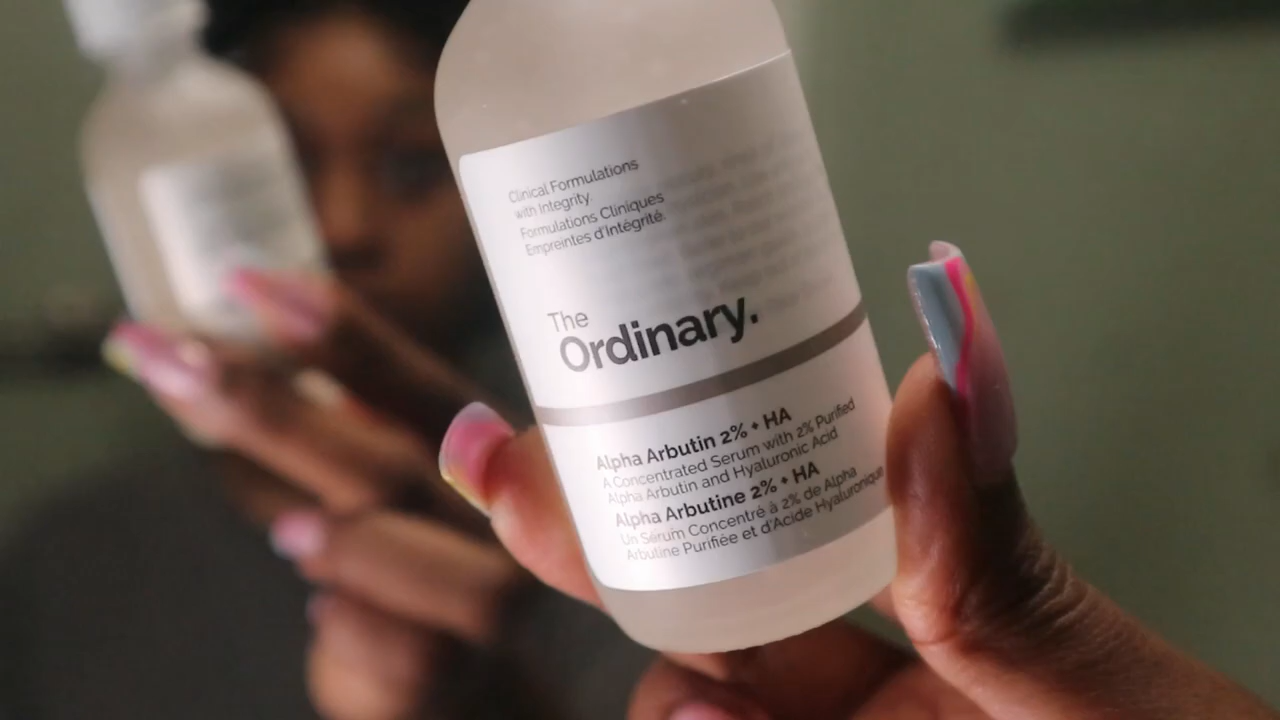 Clinical Formulations
with Integrity.
Formulations Cliniques
Empreintes d'Intégrité.
The
Ordinary.
Alpha Arbutin 2% + HA
A Concentrated Serum with 2% Purified
Alpha Arbutin and Hyaluronic Acid
Alpha Arbutine 2% + HA
Un Sérum Concentré à 2% de Alpha
Arbutine Purifiée et d'Acide Hyaluronique